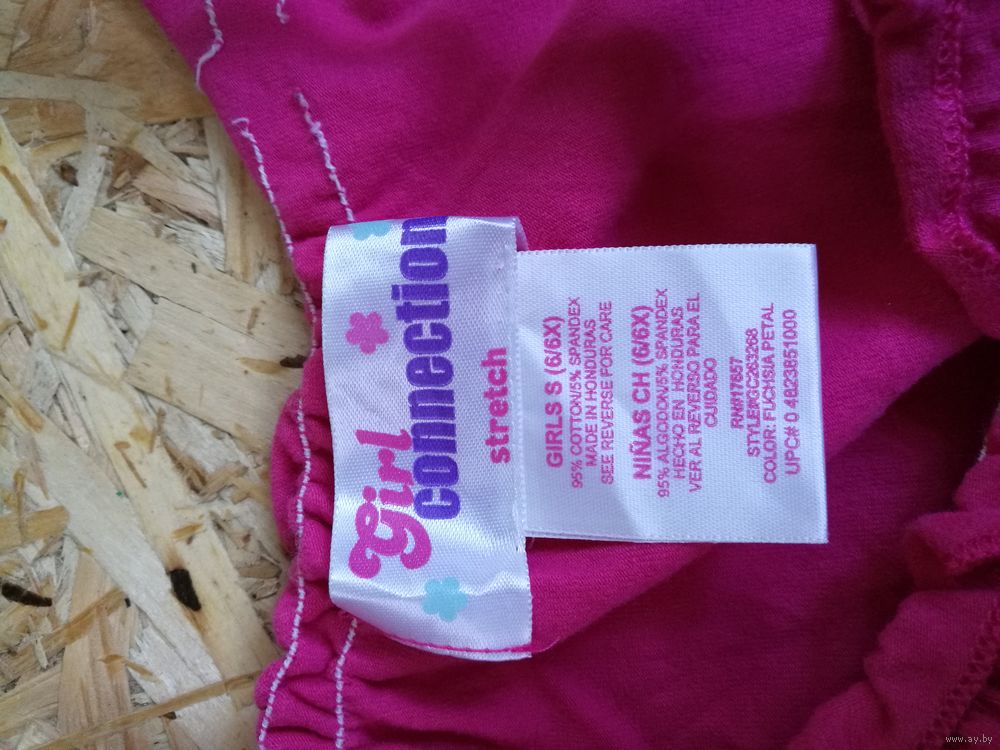 Girl
connection
stretch
GIRLS S (6/6X)
95% COTTON/5% SPANDEX
MADE IN HONDURAS
SEE REVERSE FOR CARE
NIÑAS CH (6/6X)
95% ALGODON/5% SPANDEX
HECHO EN HONDURAS
VER AL REVERSO PARA EL
CUIDADO
RN#17857
STYLE#GC263268
COLOR: FUCHSIA PETAL
UPC# 0 4623851000
www.ay.by